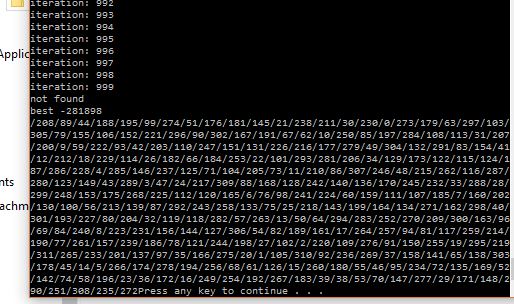 iteration: 992
Applic
iteration: 993
iteration: 994
iteration: 995
iteration: 996
iteration: 997
iteration: 998
iteration: 999
not found
best -281898
/208/89/44/188/195/99/274/51/176/181/145/21/238/211/30/230/0/273/179/63/297/103/
305/79/155/106/152/221/296/90/302/167/191/67/62/10/250/85/197/284/108/113/31/207
/200/9/59/222/93/42/203/110/247/151/131/226/216/177/279/49/304/132/291/83/154/41
/12/212/18/229/114/26/182/66/184/253/22/101/293/281/206/34/129/173/122/115/124/1
87/286/228/4/285/146/237/125/71/104/205/73/11/210/86/307/246/48/215/262/116/287/
280/123/149/43/289/3/47/24/217/309/88/168/128/242/140/136/170/245/232/33/288/28/
299/248/153/175/268/225/112/120/165/6/76/98/241/224/60/159/111/107/185/7/160/202
/130/100/56/213/139/87/292/258/133/75/25/218/143/199/164/134/271/162/298/240/40/
301/193/227/80/204/32/119/118/282/57/263/13/50/64/294/283/252/270/209/300/163/96
/69/84/240/8/223/231/156/144/127/306/54/82/189/161/17/264/257/94/81/117/259/214/
190/77/261/157/239/186/78/121/244/198/27/102/2/220/109/276/91/150/255/19/295/219
/311/265/233/201/137/97/35/166/275/20/1/105/310/92/236/269/37/158/141/65/138/303
/178/45/14/5/266/174/278/194/256/68/61/126/15/260/180/55/46/95/234/72/135/169/52
/142/74/58/196/23/36/172/16/249/254/192/267/183/39/38/53/70/147/277/29/171/148/2
90/251/308/235/272Press any key to continue . . .
nts
tachm